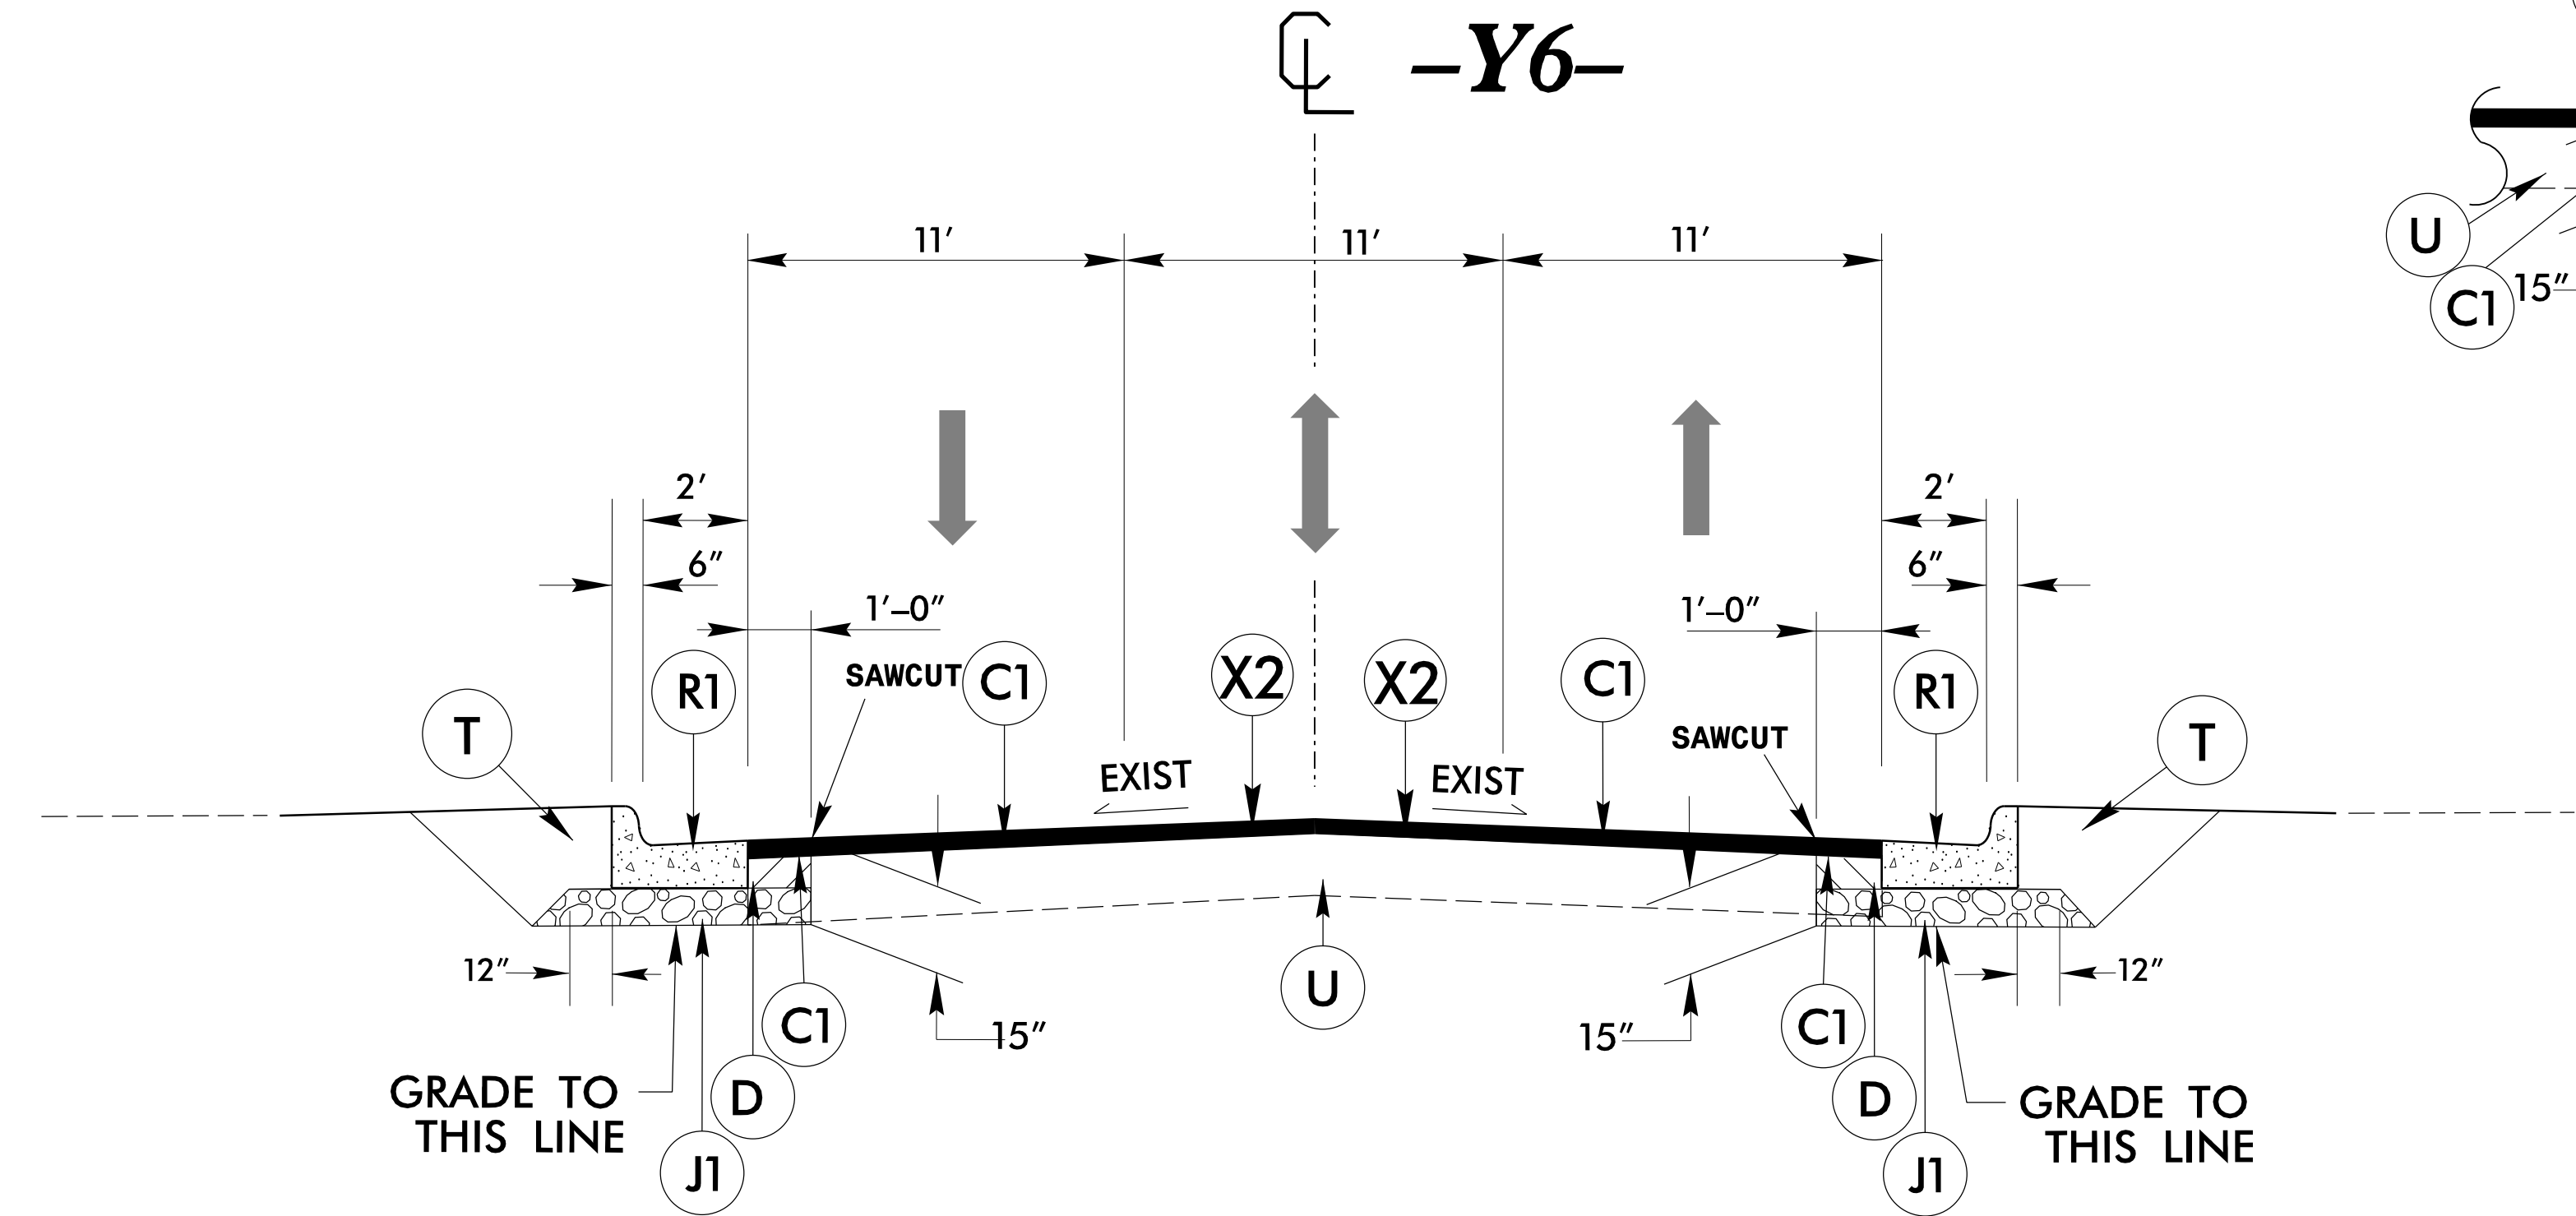 ℄ –Y6–
11' 11' 11'
U
C1 15"
2' 2'
6" 6"
1'–0" 1'–0"
R1 SAWCUT C1 X2 X2 C1 SAWCUT R1
T T
EXIST EXIST
12" 12"
U
C1 15" 15" C1
D D
GRADE TO
THIS LINE
GRADE TO
THIS LINE
J1 J1